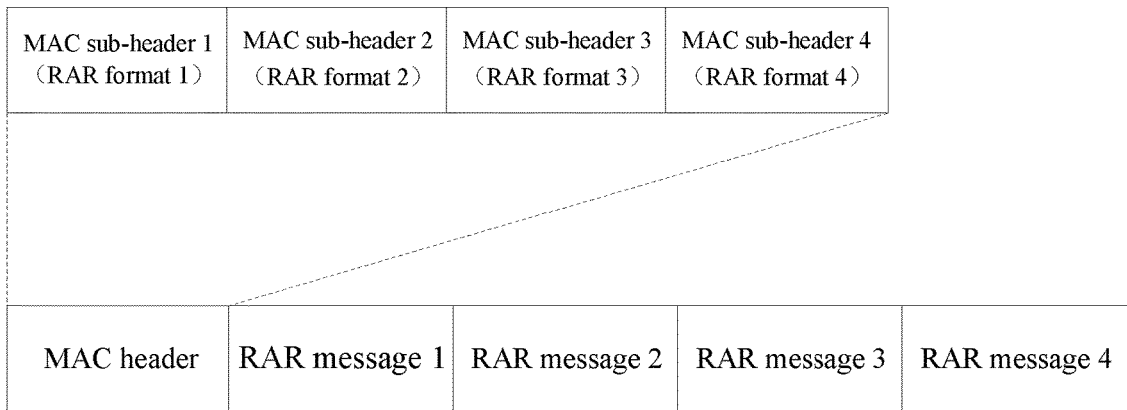 MAC sub-header 1
（RAR format 1）
MAC sub-header 2
（RAR format 2）
MAC sub-header 3
（RAR format 3）
MAC sub-header 4
（RAR format 4）
MAC header
RAR message 1
RAR message 2
RAR message 3
RAR message 4